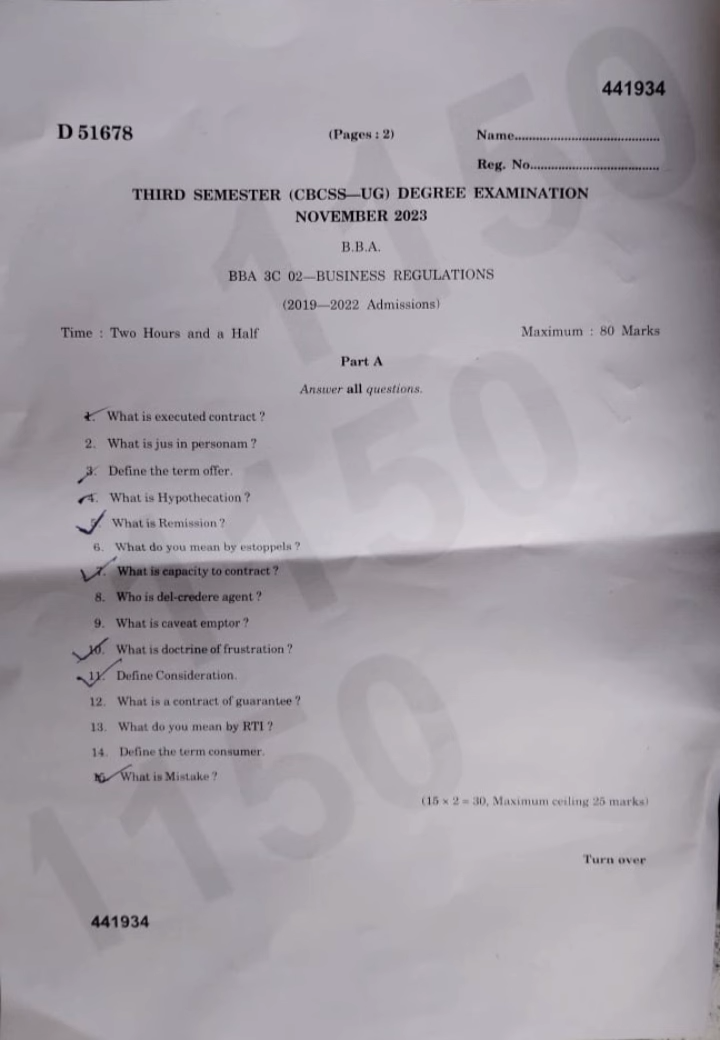 441934
D 51678
(Pages : 2)
Name
Reg. No
THIRD SEMESTER (CBCSS—UG) DEGREE EXAMINATION
NOVEMBER 2023
B.B.A.
BBA 3C 02—BUSINESS REGULATIONS
(2019—2022 Admissions)
Time : Two Hours and a Half
Maximum : 80 Marks
Part A
Answer all questions.
1. What is executed contract ?
2. What is jus in personam ?
3. Define the term offer.
4. What is Hypothecation ?
5. What is Remission ?
6. What do you mean by estoppels ?
7. What is capacity to contract ?
8. Who is del-credere agent ?
9. What is caveat emptor ?
10. What is doctrine of frustration ?
11. Define Consideration.
12. What is a contract of guarantee ?
13. What do you mean by RTI ?
14. Define the term consumer.
15. What is Mistake ?
(15 × 2 = 30, Maximum ceiling 25 marks)
Turn over
441934
1150
1150
1150